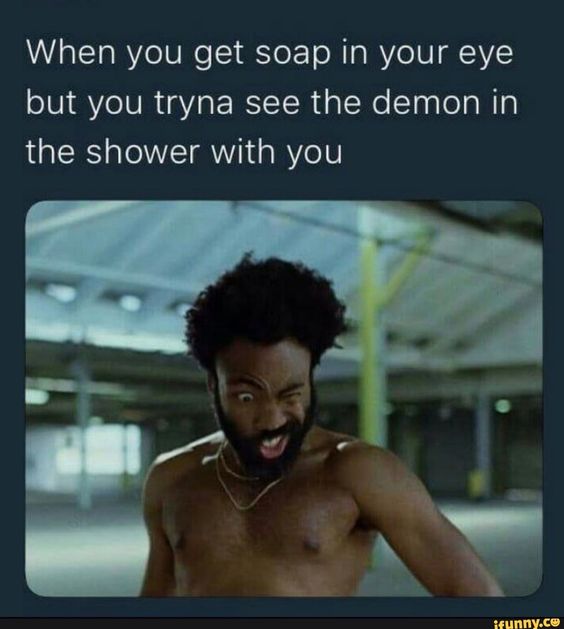 When you get soap in your eye
but you tryna see the demon in
the shower with you
ifunny.co